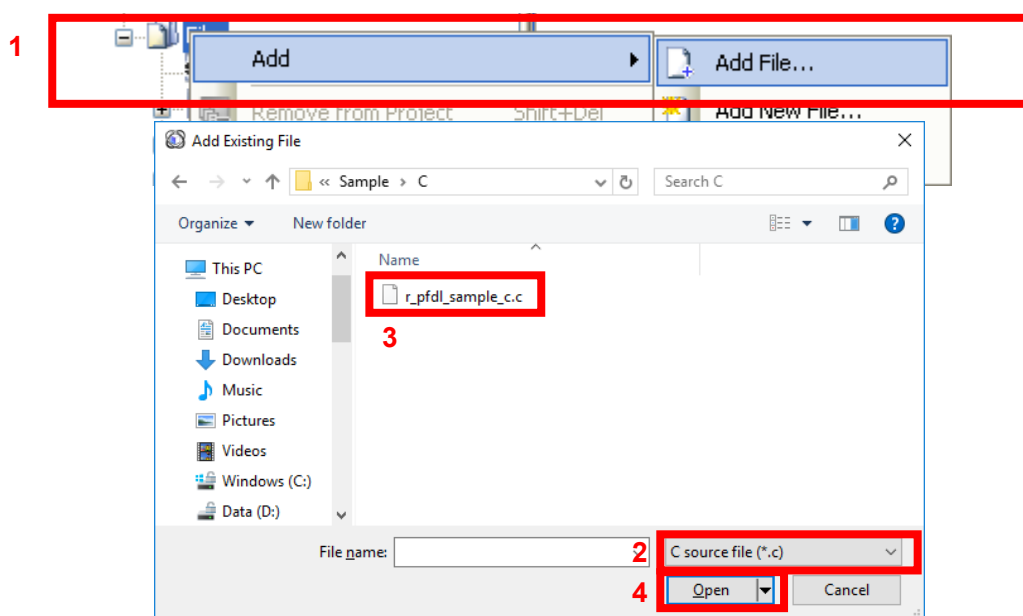 1
Add
Add File...
Remove from Project Shift+Del
Add New File...
Add Existing File
« Sample › C
Search C
Organize
New folder
This PC
Desktop
Documents
Downloads
Music
Pictures
Videos
Windows (C:)
Data (D:)
Name
r_pfdl_sample_c.c
3
File name:
2
C source file (*.c)
4
Open
Cancel